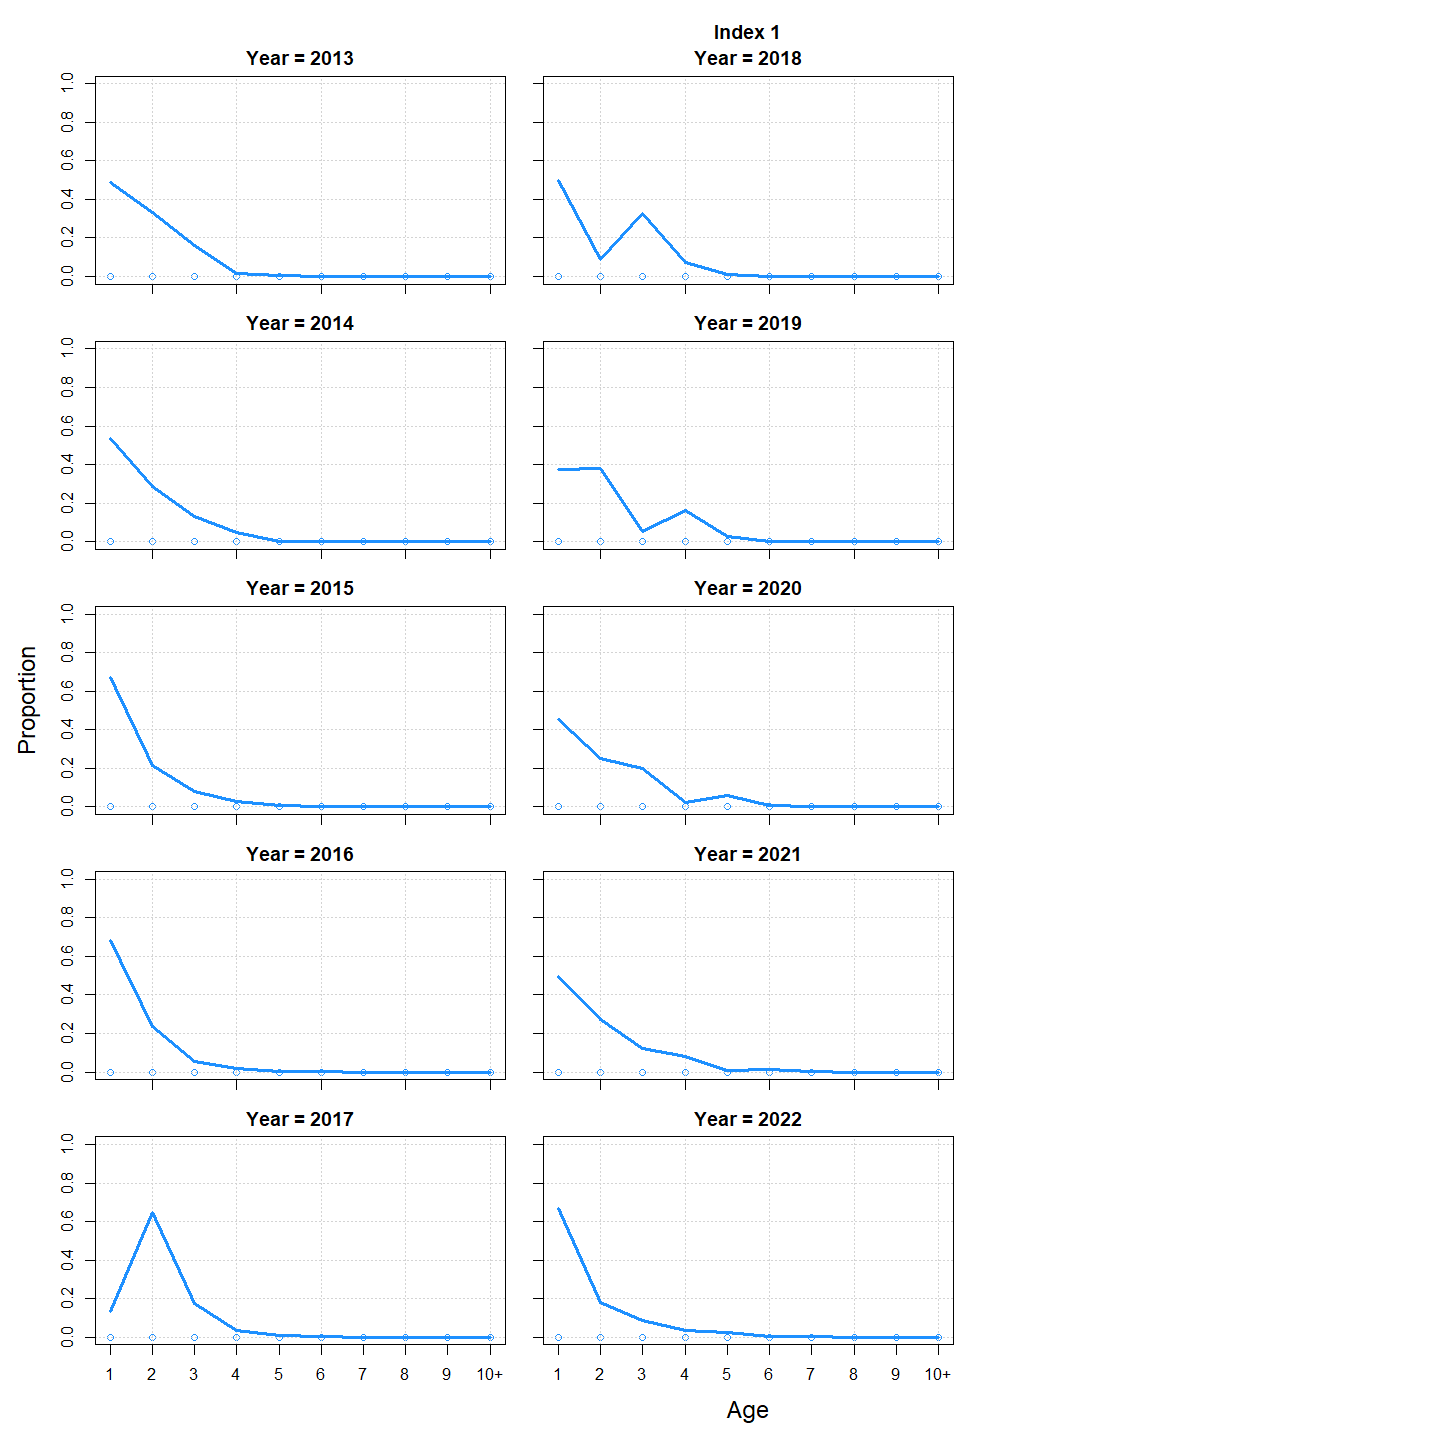 Index 1
Year = 2013
Year = 2018
1.0
0.8
0.6
0.4
0.2
0.0
Year = 2014
Year = 2019
1.0
0.8
0.6
0.4
0.2
0.0
Year = 2015
Year = 2020
1.0
0.8
0.6
0.4
0.2
0.0
Proportion
Year = 2016
Year = 2021
1.0
0.8
0.6
0.4
0.2
0.0
Year = 2017
Year = 2022
1.0
0.8
0.6
0.4
0.2
0.0
1 2 3 4 5 6 7 8 9 10+
1 2 3 4 5 6 7 8 9 10+
Age